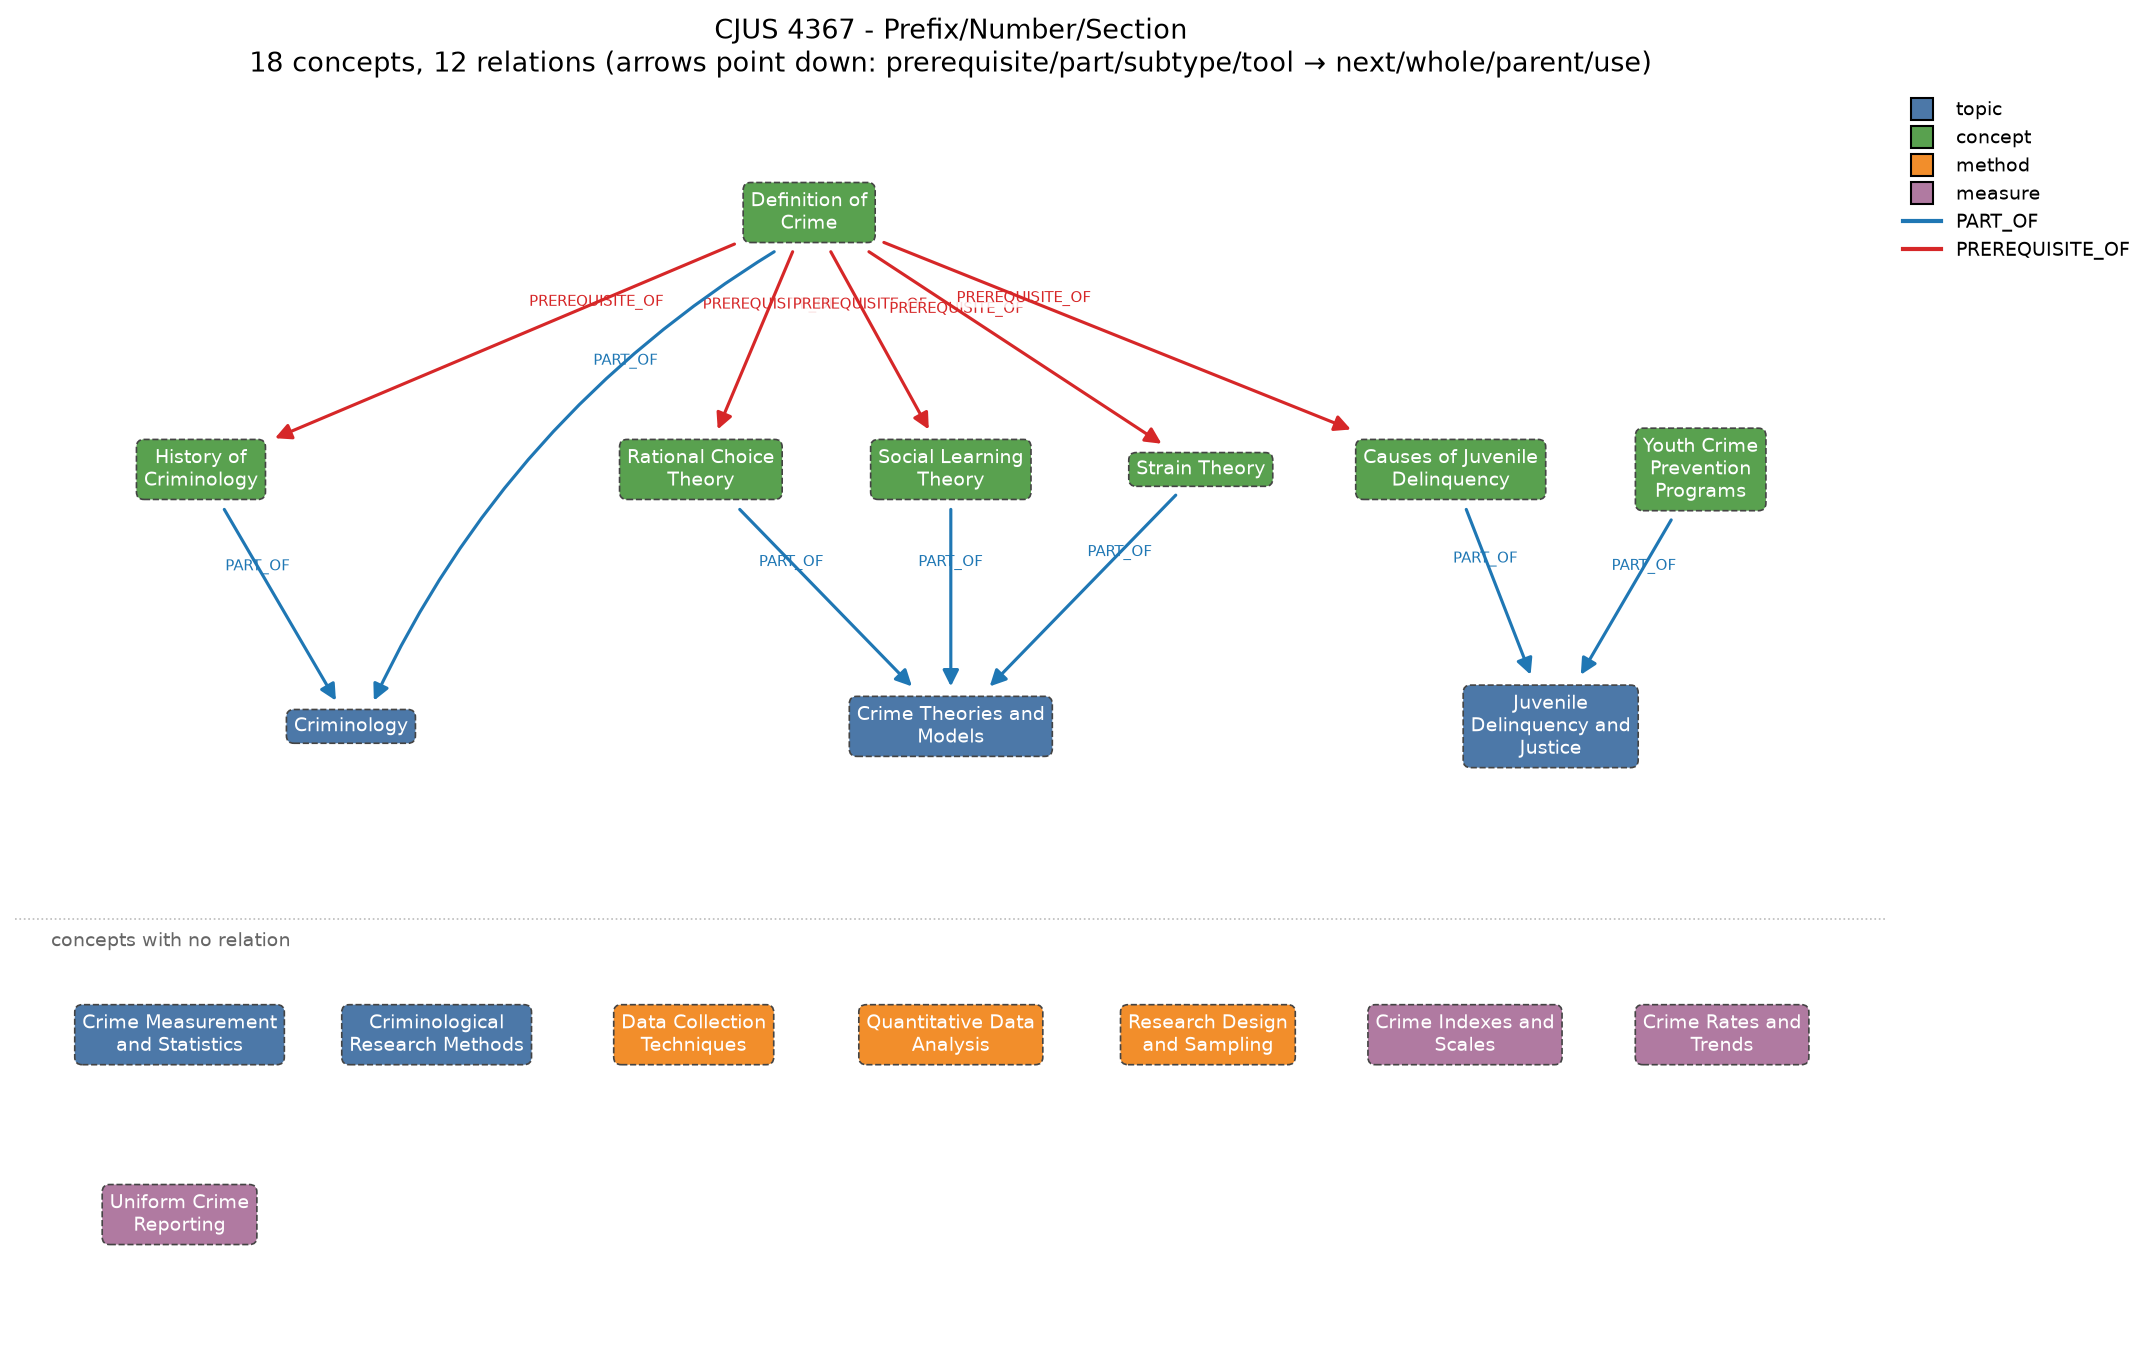 CJUS 4367 - Prefix/Number/Section
18 concepts, 12 relations (arrows point down: prerequisite/part/subtype/tool → next/whole/parent/use)
topic
concept
method
measure
PART_OF
PREREQUISITE_OF
Definition of
Crime
PREREQUISITE_OF
PREREQUISI
PREREQUISITE_OF
PREREQUISITE_OF
PREREQUISITE_OF
PART_OF
History of
Criminology
Rational Choice
Theory
Social Learning
Theory
Strain Theory
Causes of Juvenile
Delinquency
Youth Crime
Prevention
Programs
PART_OF
PART_OF
PART_OF
PART_OF
PART_OF
PART_OF
Criminology
Crime Theories and
Models
Juvenile
Delinquency and
Justice
concepts with no relation
Crime Measurement
and Statistics
Criminological
Research Methods
Data Collection
Techniques
Quantitative Data
Analysis
Research Design
and Sampling
Crime Indexes and
Scales
Crime Rates and
Trends
Uniform Crime
Reporting